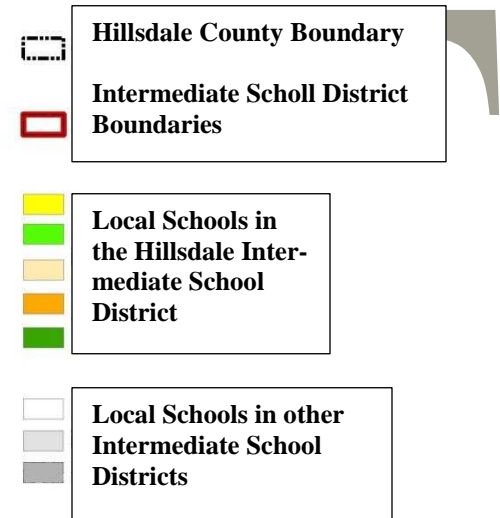 Hillsdale County Boundary
Intermediate Scholl District
Boundaries
Local Schools in
the Hillsdale Inter-
mediate School
District
Local Schools in other
Intermediate School
Districts